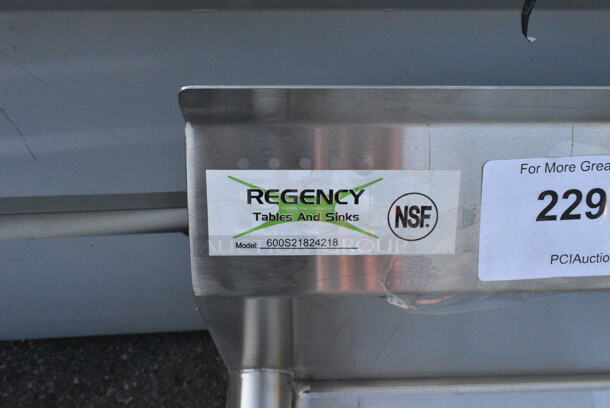 REGENCY
Tables And Sinks
NSF.
Model: 600S21824218
For More Grea
229
PCIAuctio